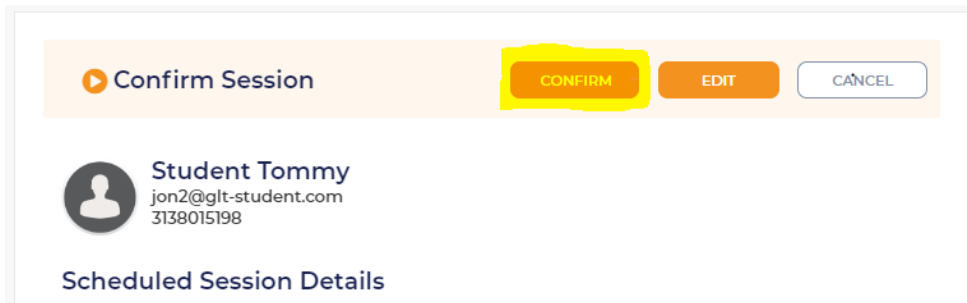 Confirm Session
CONFIRM
EDIT
CANCEL
Student Tommy
jon2@glt-student.com
3138015198
Scheduled Session Details